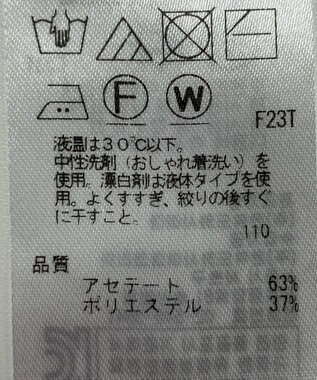 F W
F23T
液温は30℃以下。
中性洗剤(おしゃれ着洗い)を
使用。漂白剤は液体タイプを使
用。よくすすぎ、絞りの後すぐ
に干すこと。
110
品質
アセテート 63%
ポリエステル 37%